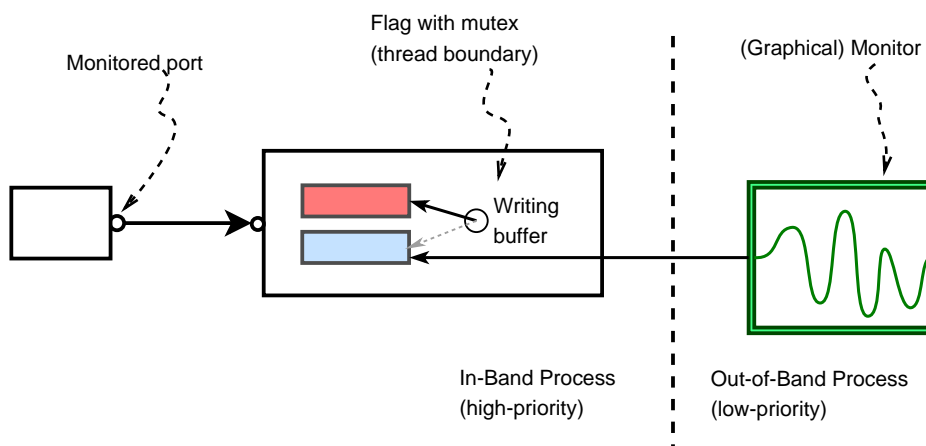 Flag with mutex
(thread boundary)
Monitored port
(Graphical) Monitor
Writing
buffer
In-Band Process
(high-priority)
Out-of-Band Process
(low-priority)